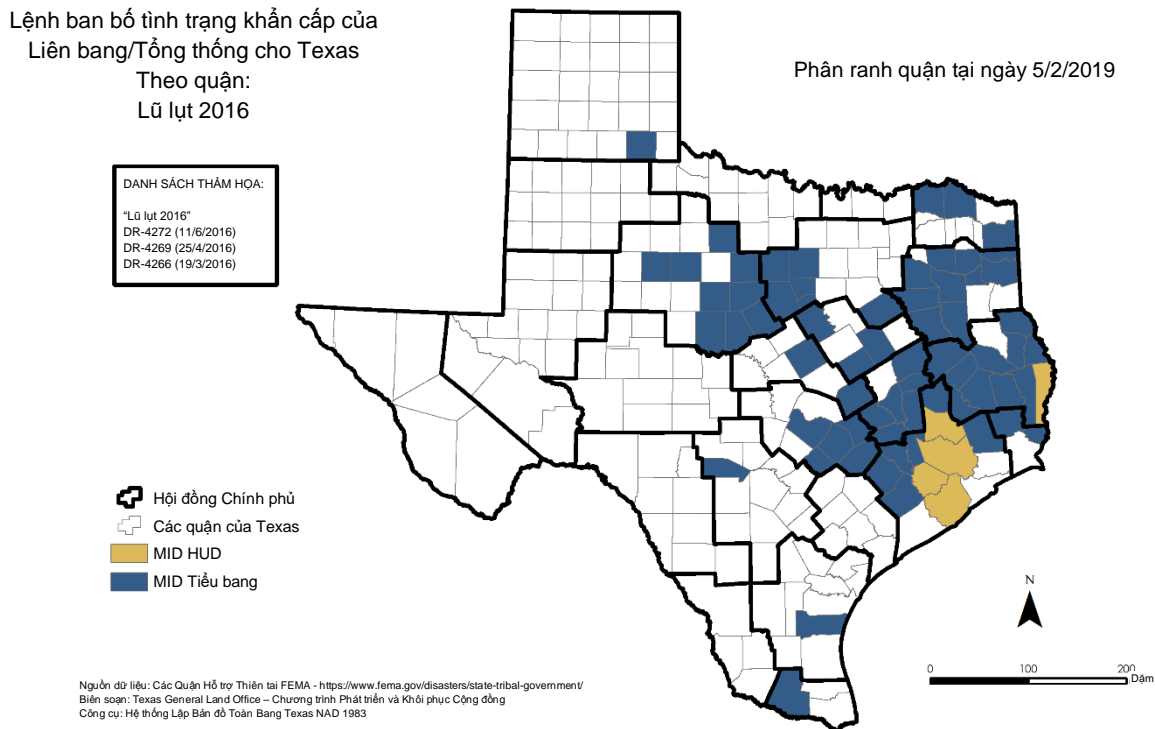 Lệnh ban bố tình trạng khẩn cấp của
Liên bang/Tổng thống cho Texas
Theo quận:
Lũ lụt 2016
Phân ranh quận tại ngày 5/2/2019
DANH SÁCH THẢM HỌA:
“Lũ lụt 2016”
DR-4272 (11/6/2016)
DR-4269 (25/4/2016)
DR-4266 (19/3/2016)
Hội đồng Chính phủ
Các quận của Texas
MID HUD
MID Tiểu bang
N
0 100 200
Dặm
Nguồn dữ liệu: Các Quận Hỗ trợ Thiên tai FEMA - https://www.fema.gov/disasters/state-tribal-government/
Biên soạn: Texas General Land Office – Chương trình Phát triển và Khôi phục Cộng đồng
Công cụ: Hệ thống Lập Bản đồ Toàn Bang Texas NAD 1983